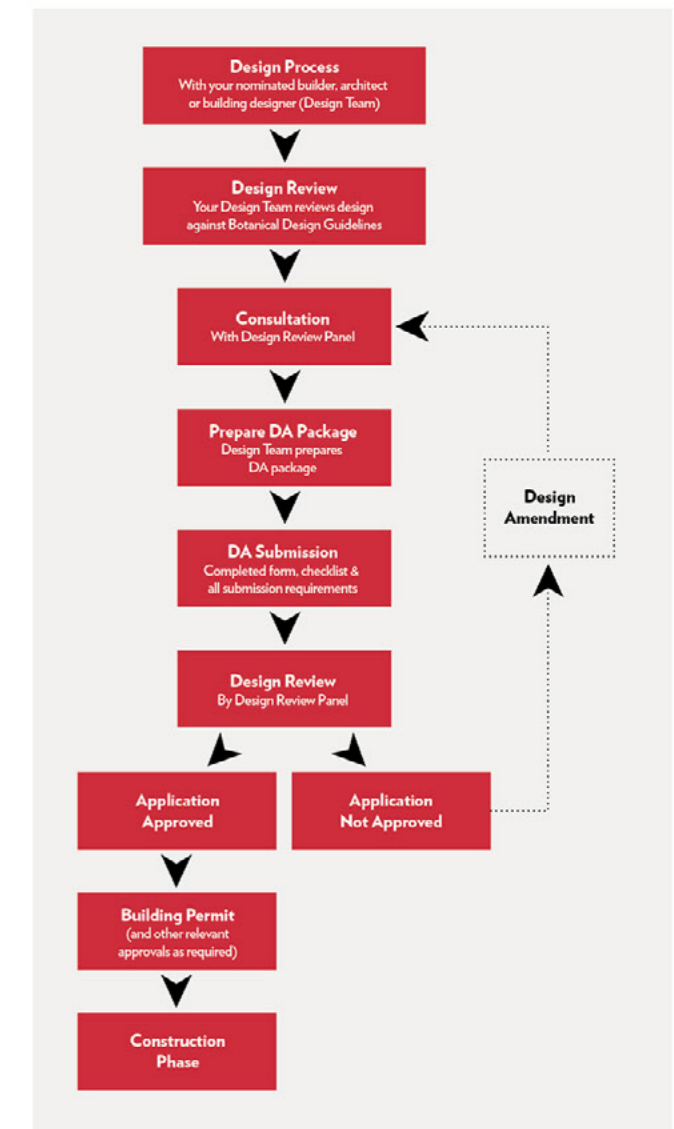 Design Process
With your nominated builder, architect
or building designer (Design Team)
Design Review
Your Design Team reviews design
against Botanical Design Guidelines
Consultation
With Design Review Panel
Prepare DA Package
Design Team prepares
DA package
Design
Amendment
DA Submission
Completed form, checklist &
all submission requirements
Design Review
By Design Review Panel
Application
Approved
Application
Not Approved
Building Permit
(and other relevant
approvals as required)
Construction
Phase